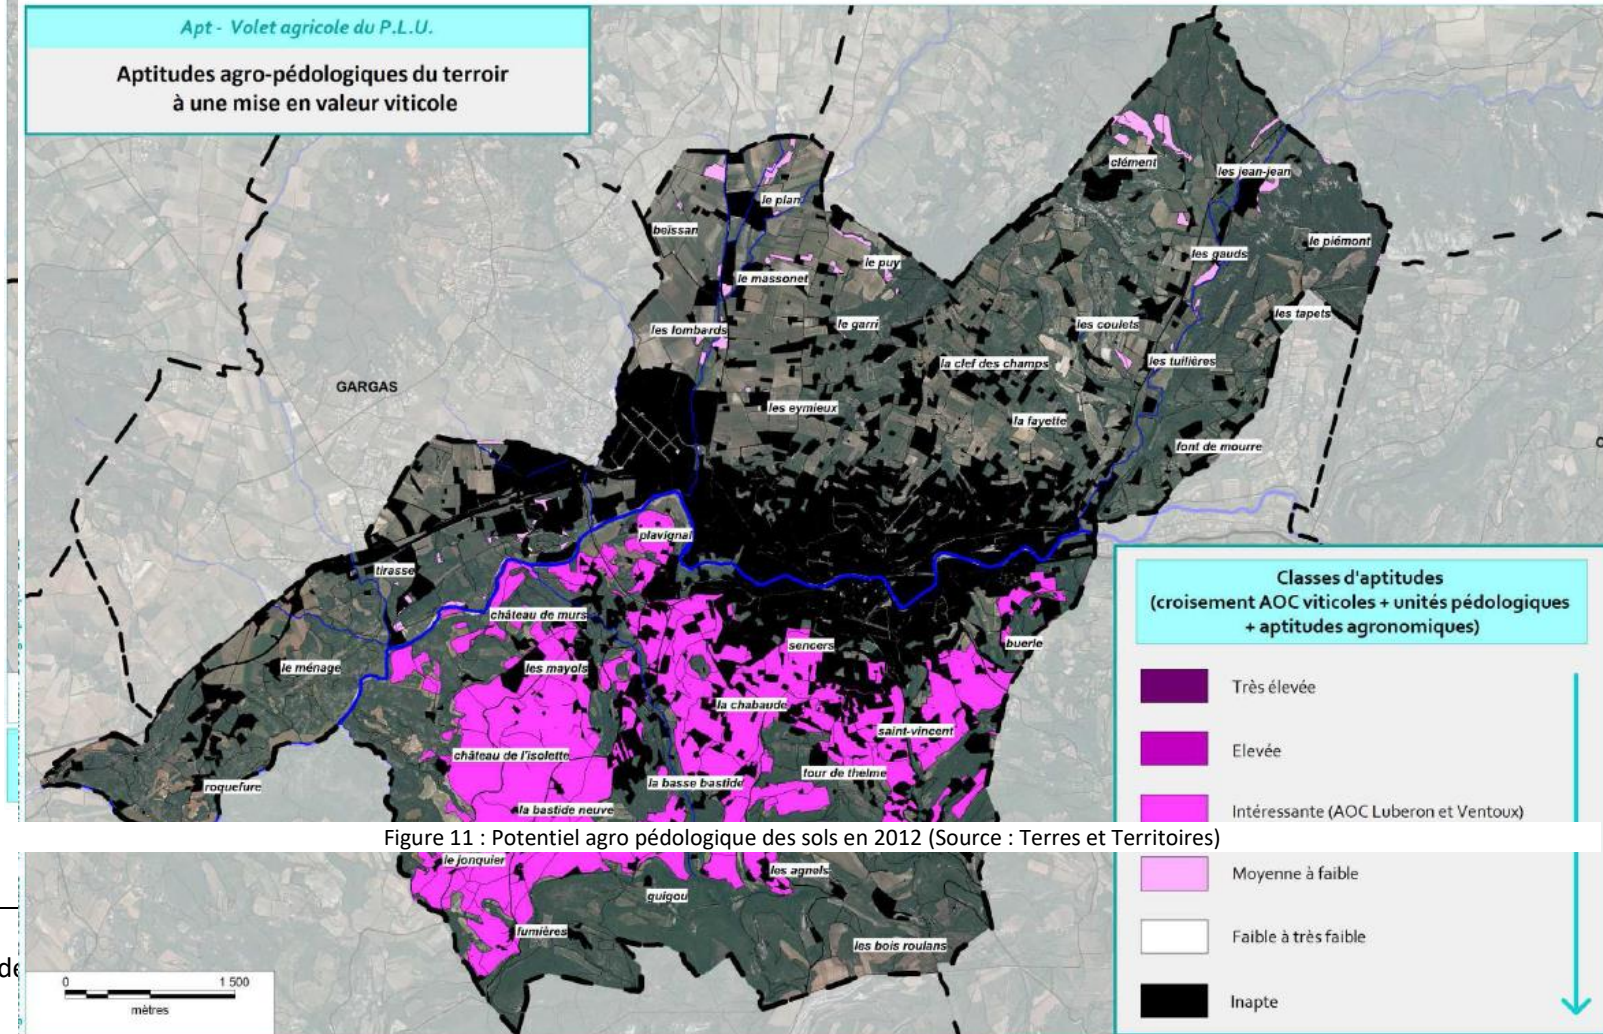 Apt - Volet agricole du P.L.U.
Aptitudes agro-pédologiques du terroir
à une mise en valeur viticole
clément
les jean-jean
le plan
beïssan
le piémont
les gauds
le puy
le massonet
les tapets
les lombards
le garri
les coulets
la clef des champs
les tuilières
GARGAS
les eymieux
la fayette
font de mourre
plavignal
tirasse
château de murs
sencers
buerle
le ménage
les mayols
la chabaude
saint-vincent
château de l'isolette
tour de thelme
roquefure
la basse bastide
la bastide neuve
Classes d'aptitudes
(croisement AOC viticoles + unités pédologiques
+ aptitudes agronomiques)
Très élevée
Elevée
Intéressante (AOC Luberon et Ventoux)
Figure 11 : Potentiel agro pédologique des sols en 2012 (Source : Terres et Territoires)
le jonquier
les agnels
Moyenne à faible
guigou
fumières
les bois roulans
Faible à très faible
de
0 1 500
mètres
Inapte